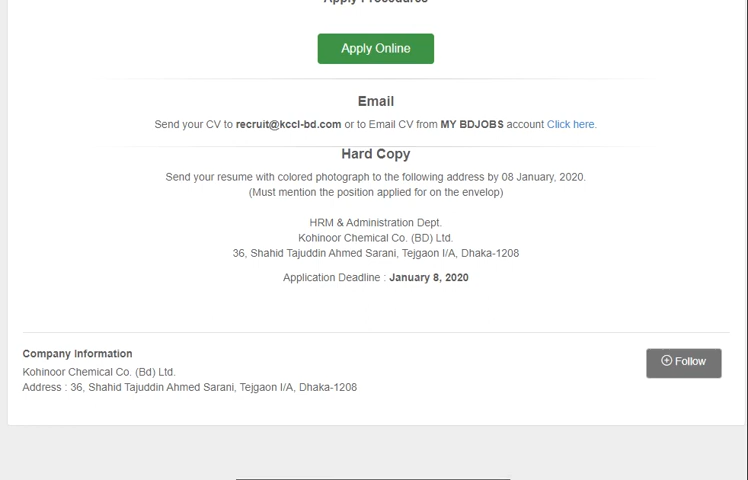 Apply Procedures
Apply Online
Email
Send your CV to recruit@kccl-bd.com or to Email CV from MY BDJOBS account Click here.
Hard Copy
Send your resume with colored photograph to the following address by 08 January, 2020.
(Must mention the position applied for on the envelop)
HRM & Administration Dept.
Kohinoor Chemical Co. (BD) Ltd.
36, Shahid Tajuddin Ahmed Sarani, Tejgaon I/A, Dhaka-1208
Application Deadline : January 8, 2020
Company Information
Kohinoor Chemical Co. (Bd) Ltd.
Address : 36, Shahid Tajuddin Ahmed Sarani, Tejgaon I/A, Dhaka-1208
Follow